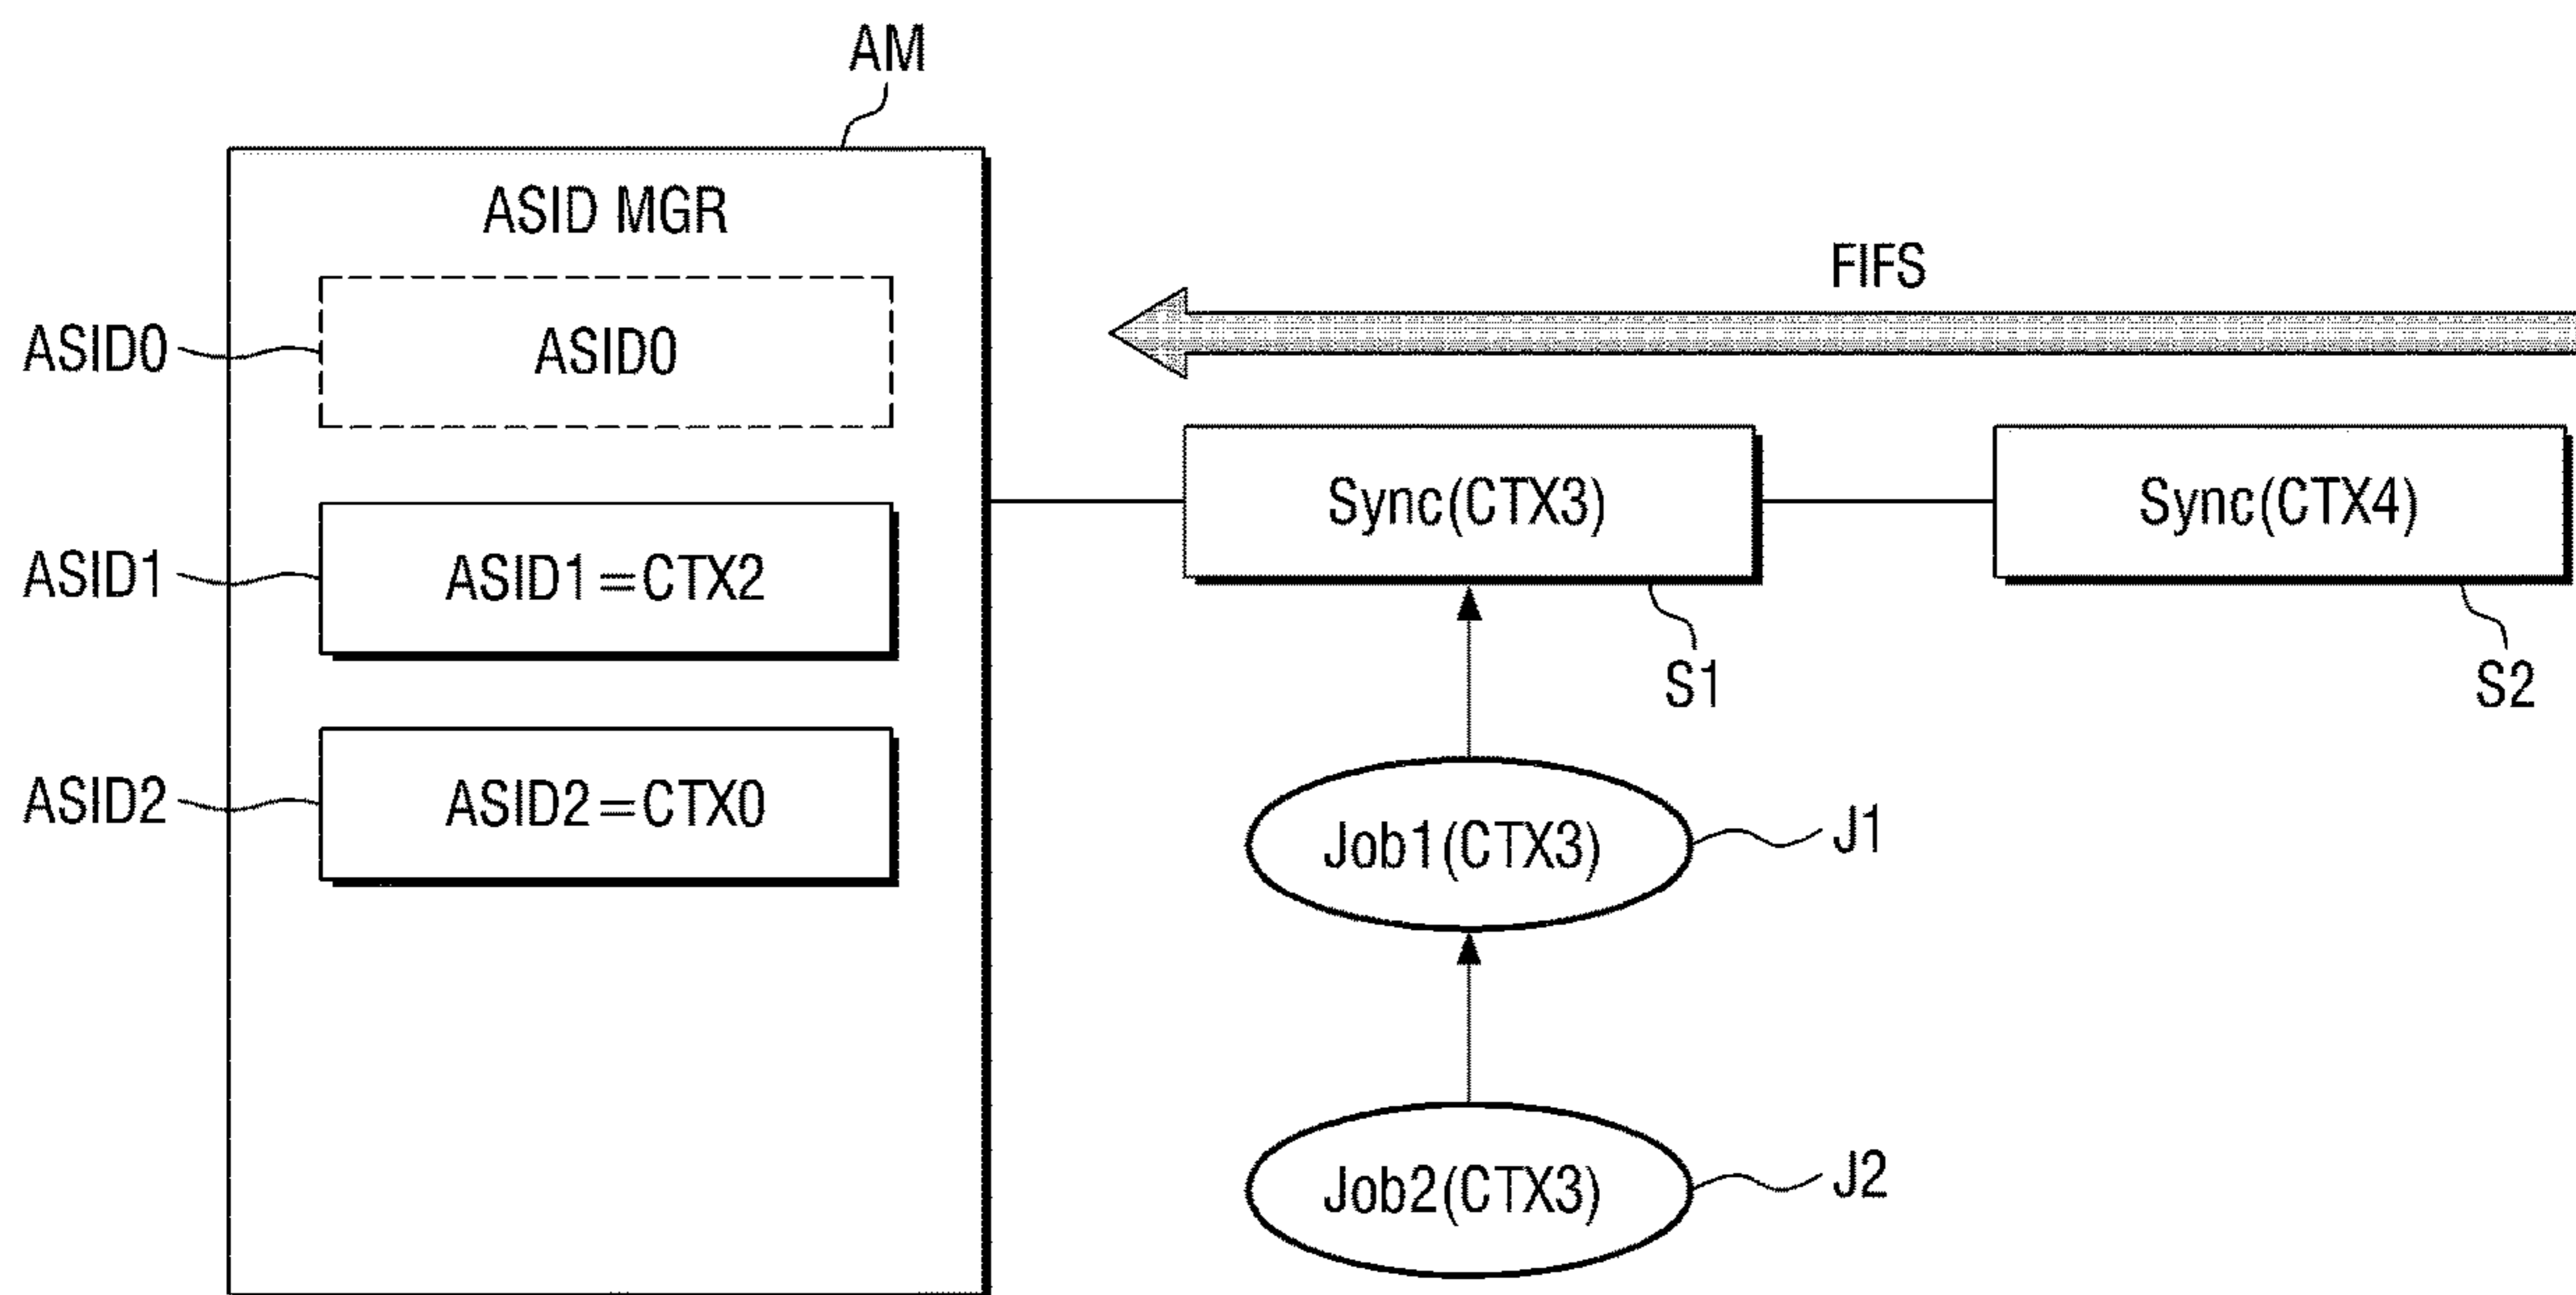 AM
ASID MGR
FIFS
ASID0
ASID0
Sync(CTX3)
Sync(CTX4)
ASID1
ASID1=CTX2
S1
S2
ASID2
ASID2=CTX0
Job1(CTX3)
J1
Job2(CTX3)
J2